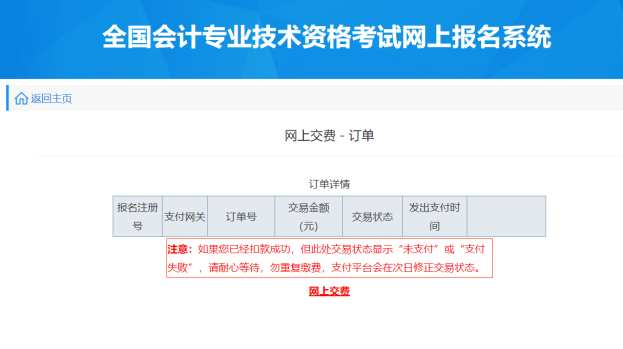 全国会计专业技术资格考试网上报名系统
返回主页
网上交费 - 订单
订单详情
报名注册号 支付网关 订单号 交易金额(元) 交易状态 发出支付时间
注意：如果您已经扣款成功，但此处交易状态显示“未支付”或“支付
失败”，请耐心等待，勿重复缴费，支付平台会在次日修正交易状态。
网上交费